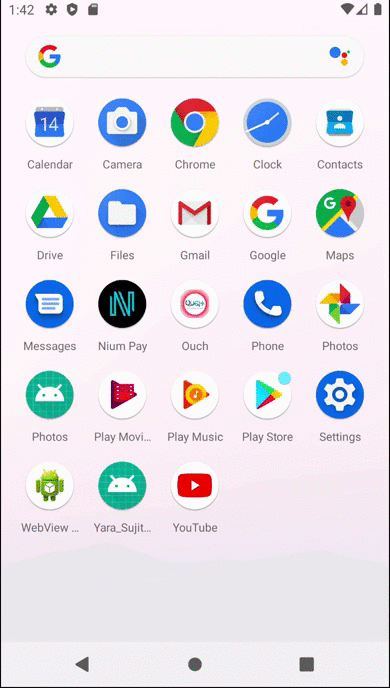 1:42
14
Calendar Camera Chrome Clock Contacts
Drive Files Gmail Google Maps
Messages Nium Pay Ouch Phone Photos
Photos Play Movi... Play Music Play Store Settings
WebView ... Yara_Sujit... YouTube